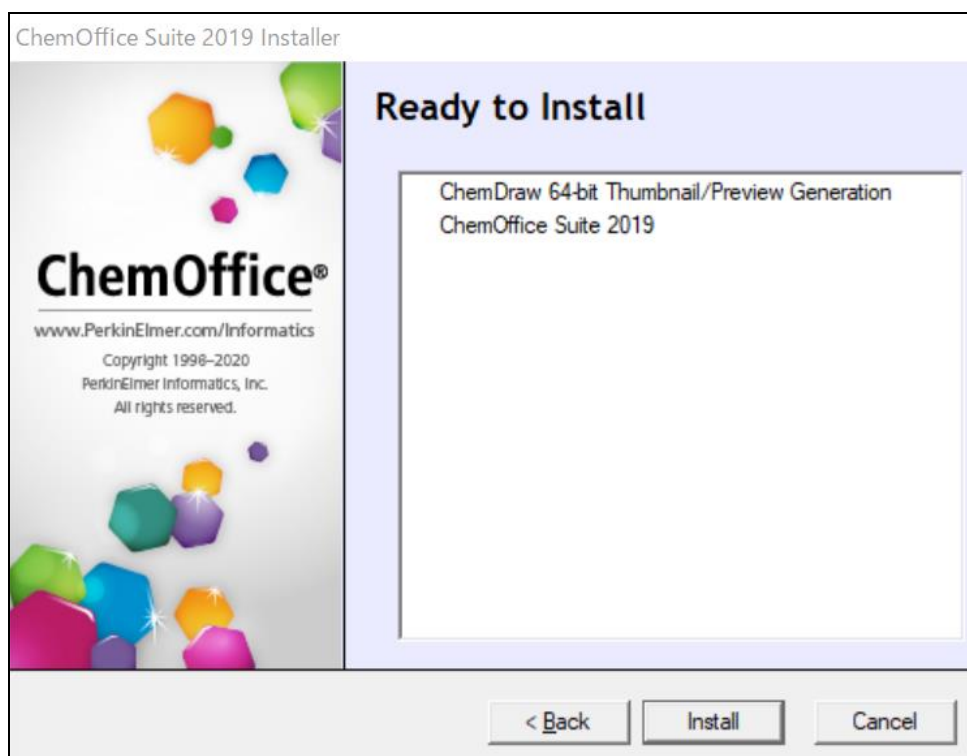 ChemOffice Suite 2019 Installer
ChemOffice®
www.PerkinElmer.com/Informatics
Copyright 1998–2020
PerkinElmer Informatics, Inc.
All rights reserved.
Ready to Install
ChemDraw 64-bit Thumbnail/Preview Generation
ChemOffice Suite 2019
< Back
Install
Cancel